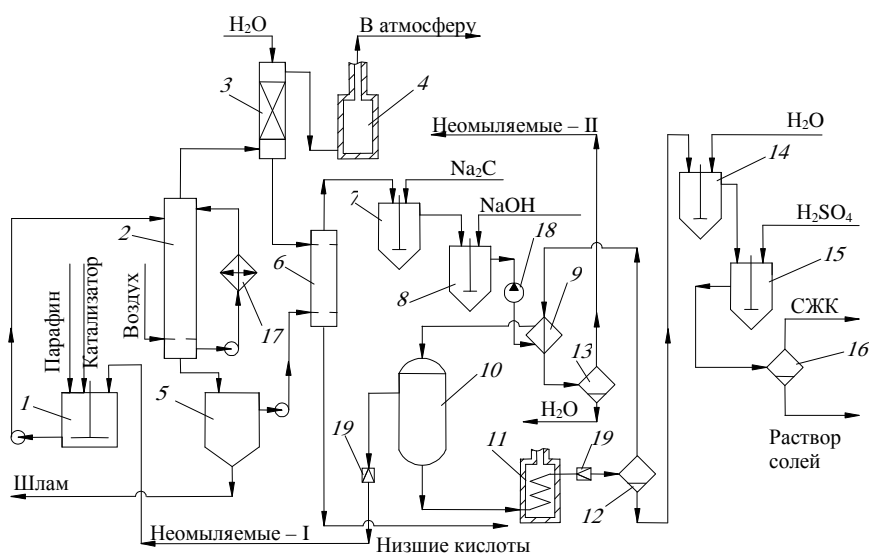 H₂O
В атмосферу
3
4
Неомыляемые – II
H₂O
14
Na₂C
7
NaOH
H₂SO₄
15
2
6
8
18
9
Парафин
Катализатор
Воздух
17
СЖК
16
13
10
1
5
H₂O
19
11
19
12
Раствор
солей
Шлам
Неомыляемые – I
Низшие кислоты